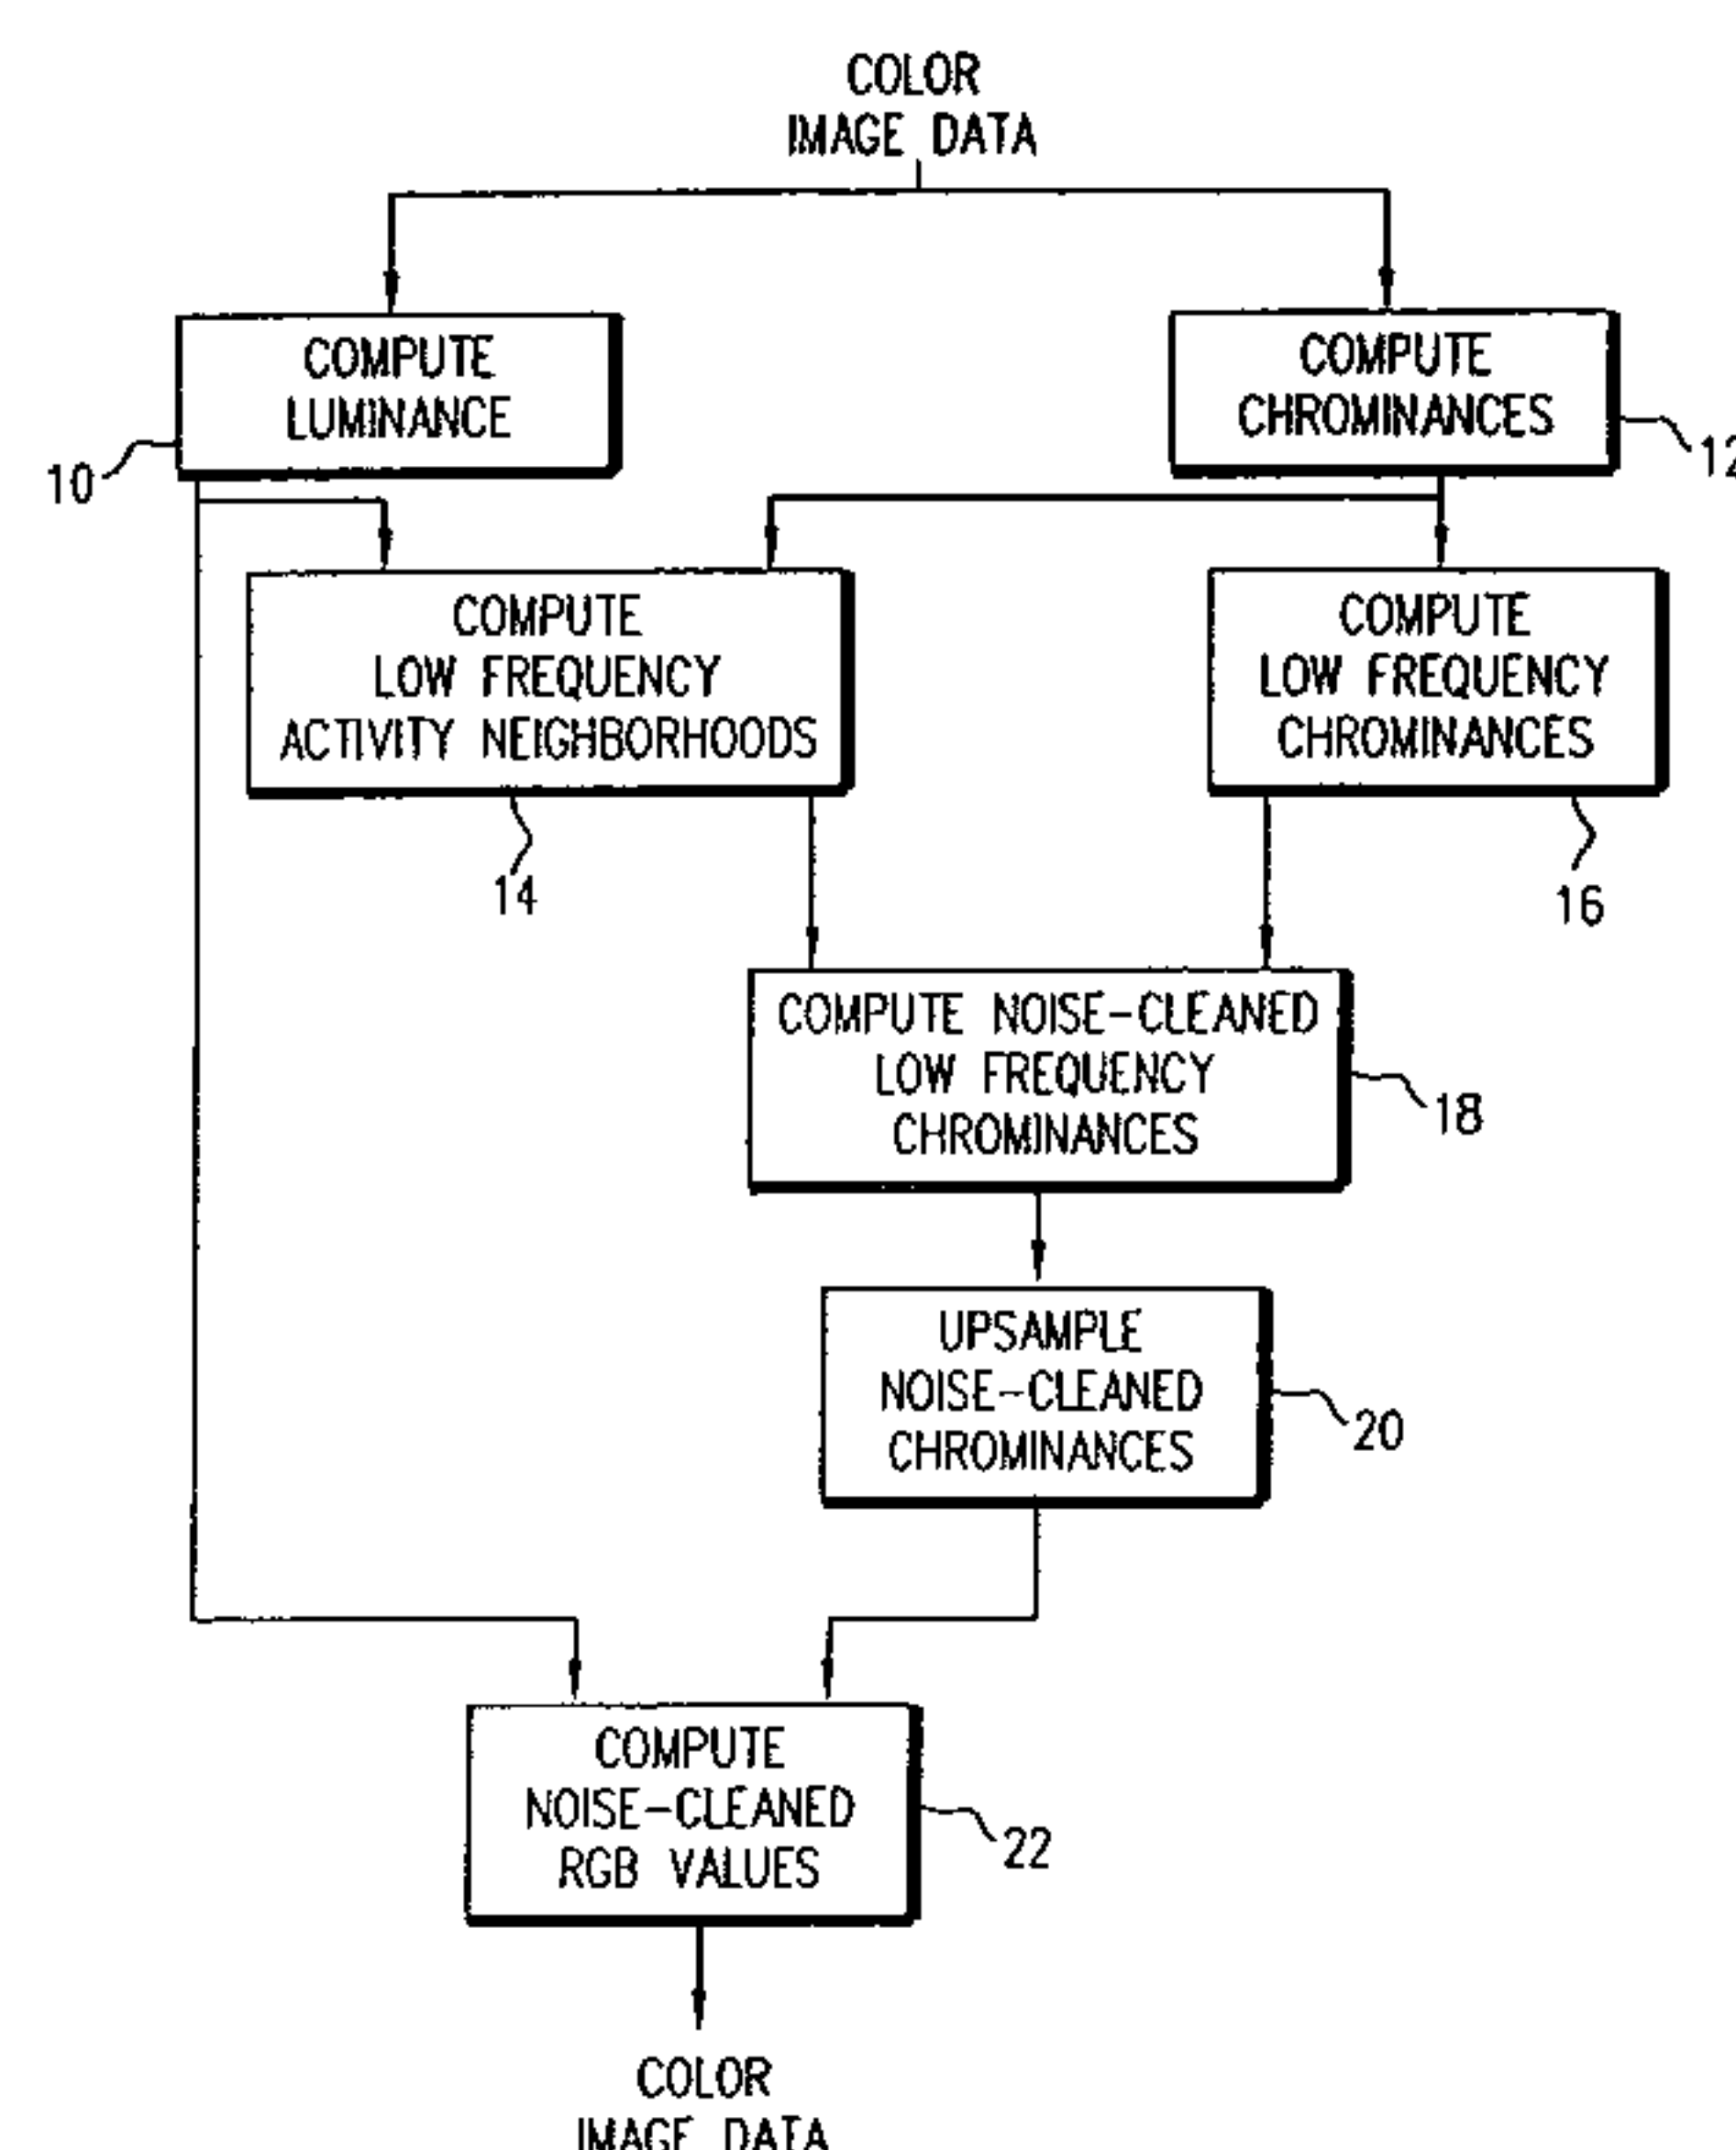 COLOR
IMAGE DATA
COMPUTE
LUMINANCE
10
COMPUTE
CHROMINANCES
12
COMPUTE
LOW FREQUENCY
ACTIVITY NEIGHBORHOODS
14
COMPUTE
LOW FREQUENCY
CHROMINANCES
16
COMPUTE NOISE-CLEANED
LOW FREQUENCY
CHROMINANCES
18
UPSAMPLE
NOISE-CLEANED
CHROMINANCES
20
COMPUTE
NOISE-CLEANED
RGB VALUES
22
COLOR
IMAGE DATA